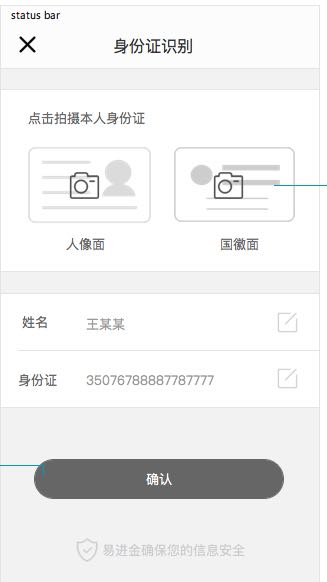 status bar
身份证识别
点击拍摄本人身份证
人像面
国徽面
姓名
王某某
身份证
35076788887787777
确认
易进金确保您的信息安全